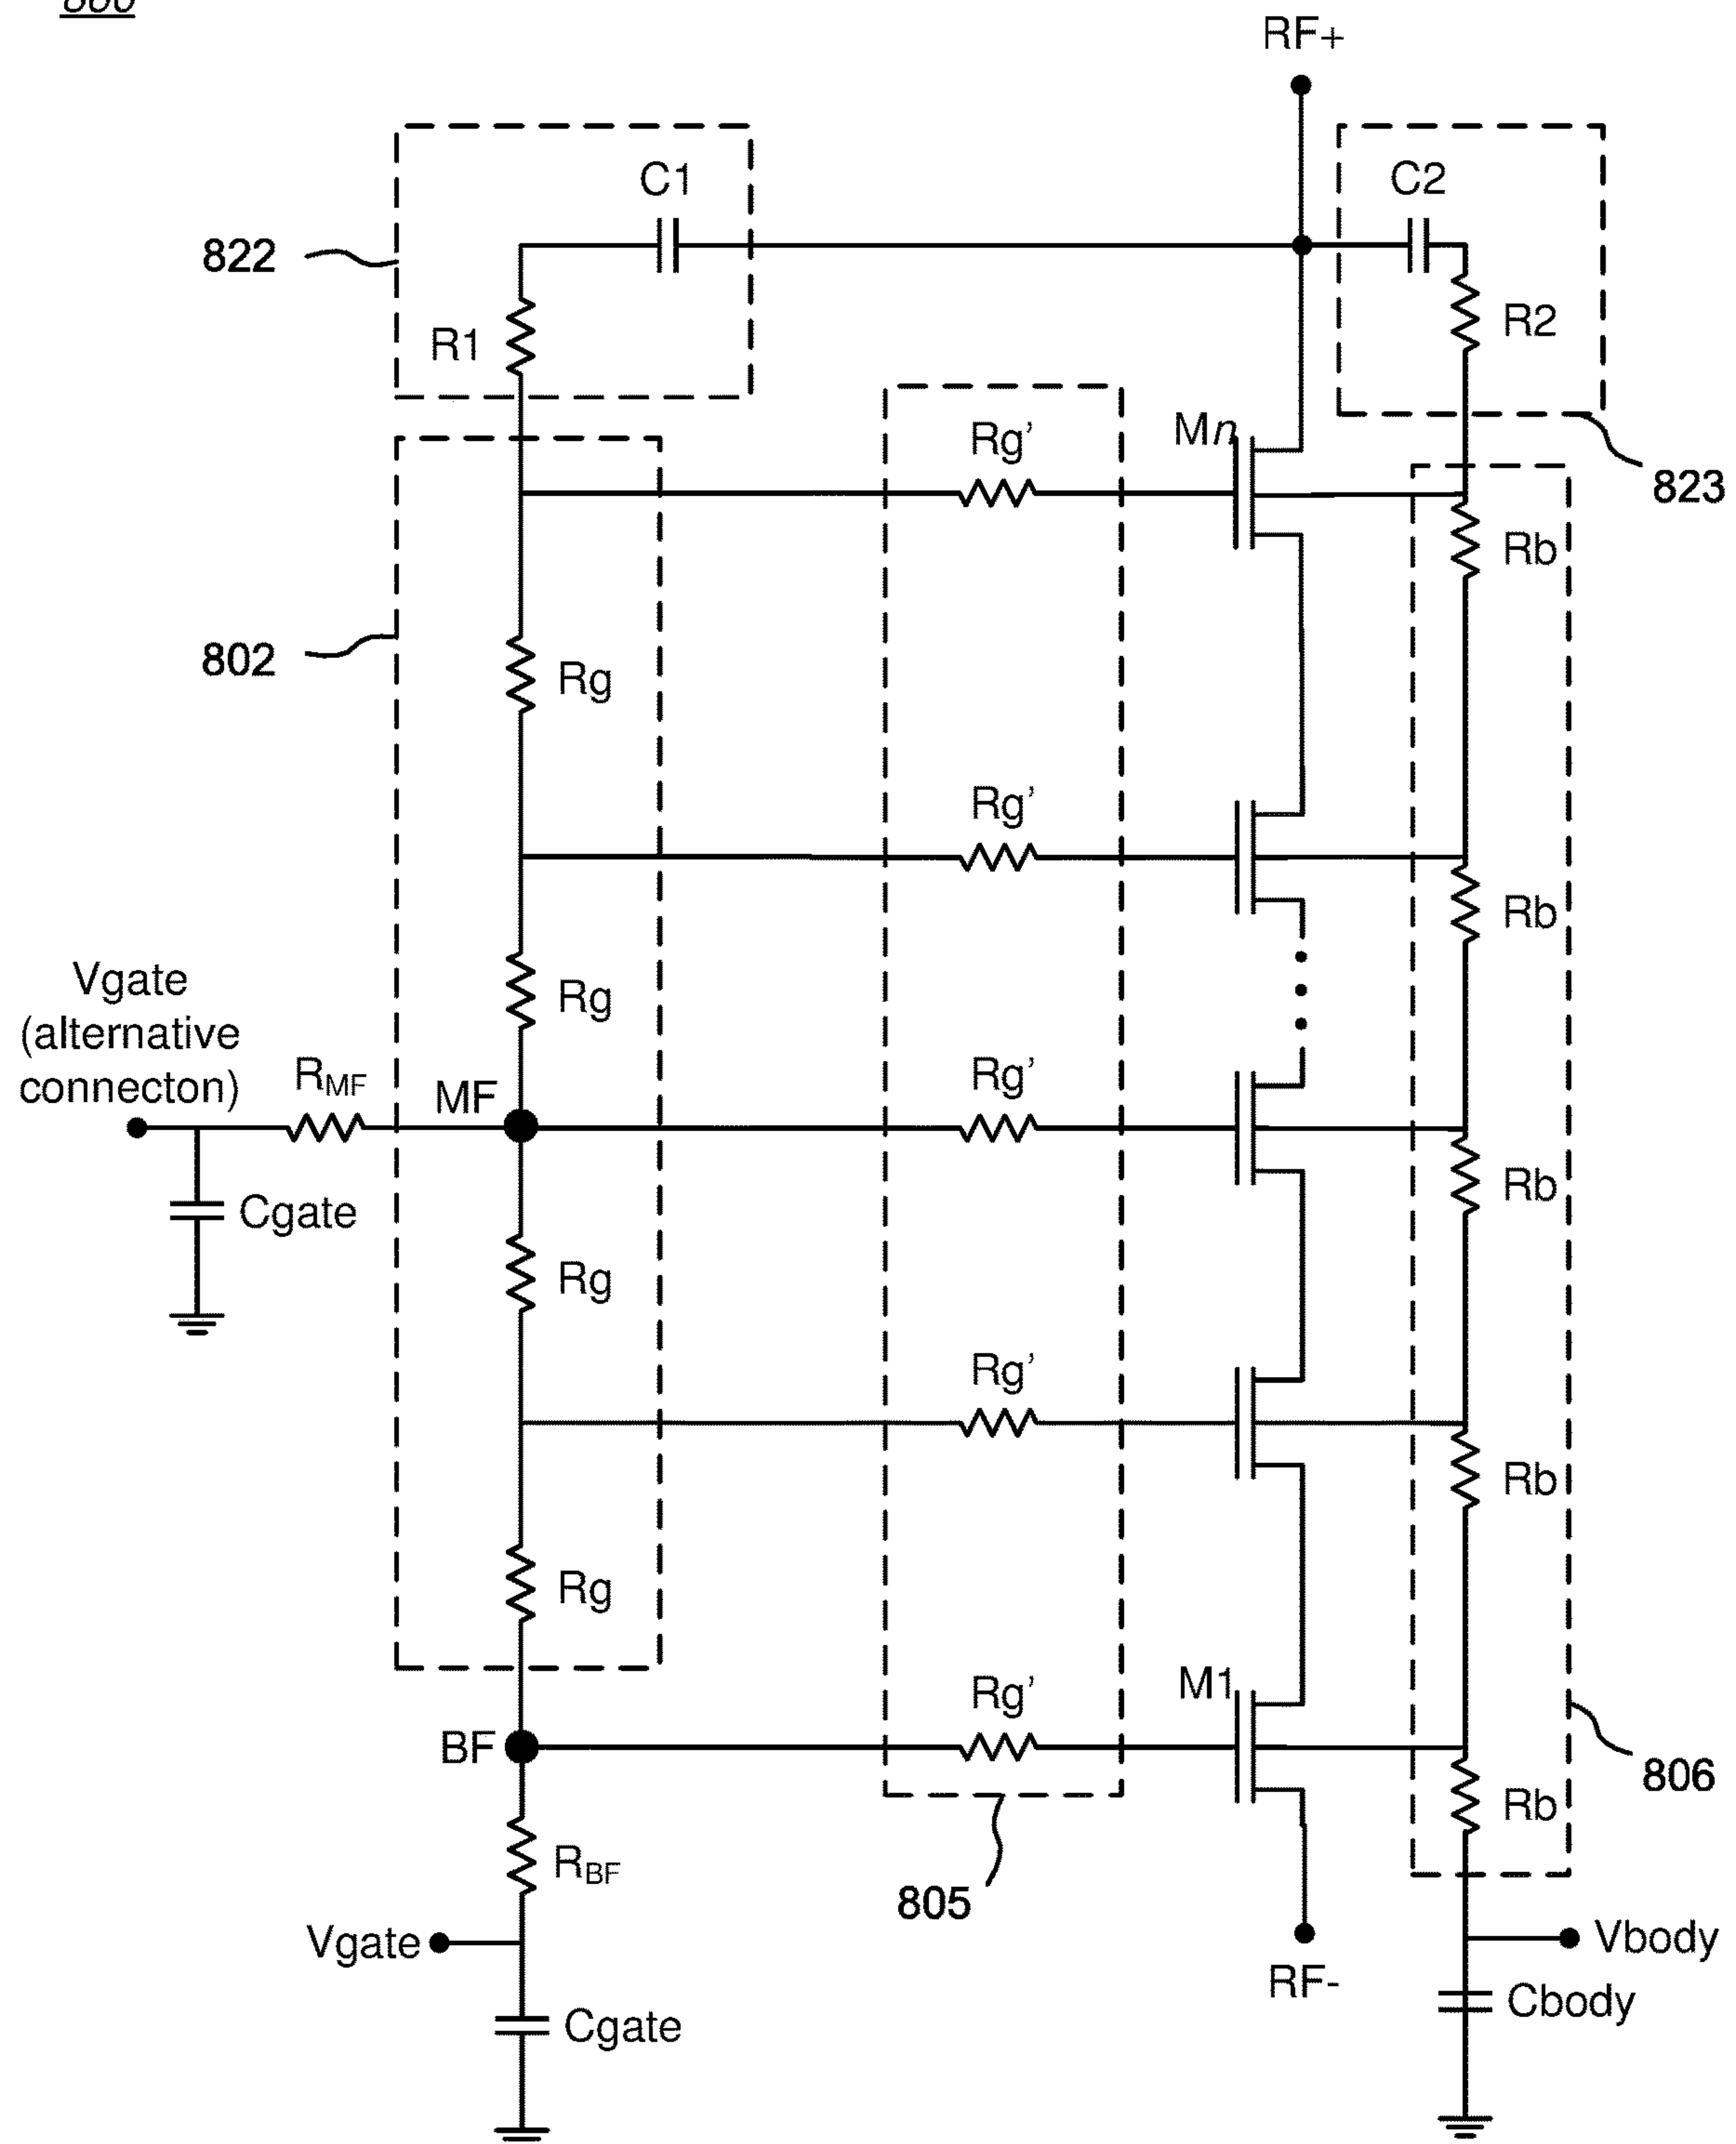 RF+
C1
C2
822
R1
R2
Rg’
Mn
823
Rb
802
Rg
Rg’
Rb
Vgate
(alternative
connecton)
Rg
RMF
MF
Rg’
Rb
Cgate
Rg
Rg’
Rb
Rg
Rg’
M1
BF
806
Rb
RBF
805
Vgate
Vbody
RF-
Cbody
Cgate